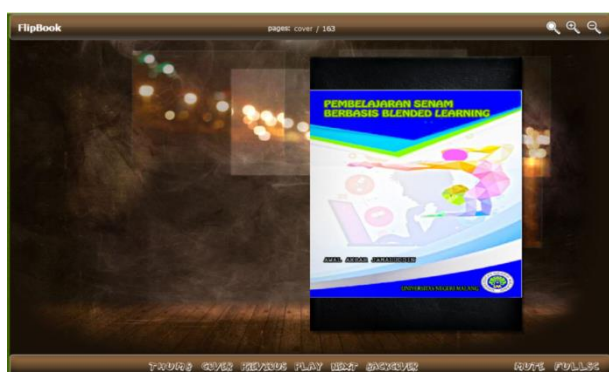 FlipBook
pages: cover / 163
PEMBELAJARAN SENAM
BERBASIS BLENDED LEARNING
UNIVERSITAS NEGERI MALANG
THUMB COVER PREVIOUS PLAY NEXT BACKCOVER MUTE FULLSC